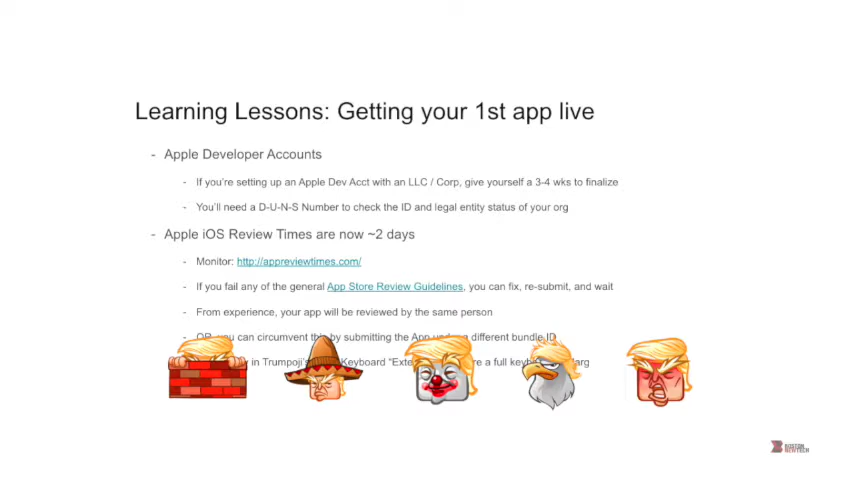 Learning Lessons: Getting your 1st app live
- Apple Developer Accounts
- If you're setting up an Apple Dev Acct with an LLC / Corp, give yourself a 3-4 wks to finalize
- You'll need a D-U-N-S Number to check the ID and legal entity status of your org
- Apple iOS Review Times are now ~2 days
- Monitor: http://appreviewtimes.com/
- If you fail any of the general App Store Review Guidelines, you can fix, re-submit, and wait
- From experience, your app will be reviewed by the same person
- OR, you can circumvent this by submitting the App under a different bundle ID
in Trumpoji's Keyboard "Exte re a full keyb arg
BOSTON
NEWTECH